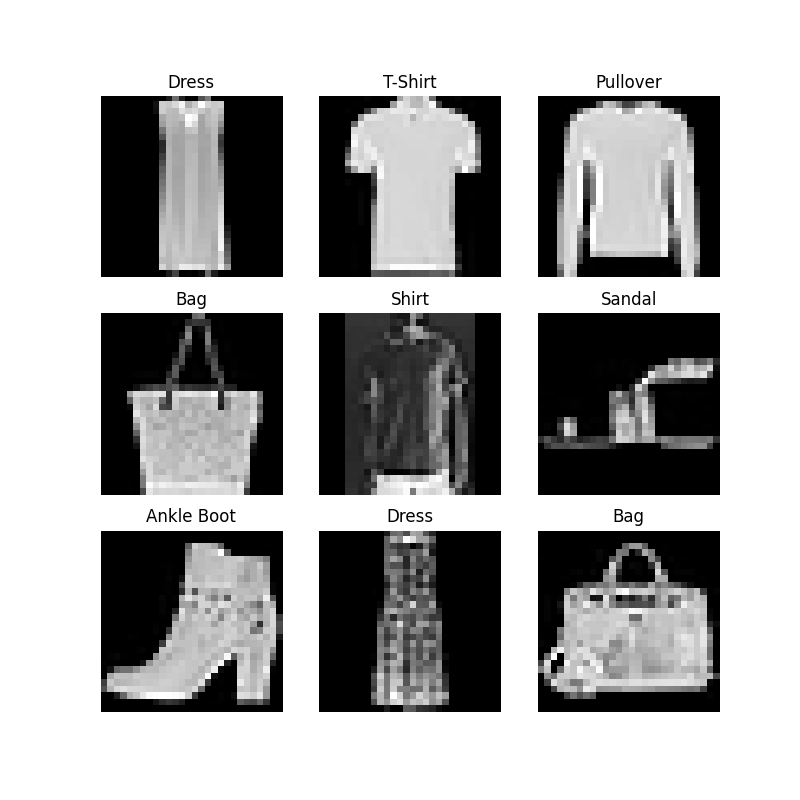 Dress
T-Shirt
Pullover
Bag
Shirt
Sandal
Ankle Boot
Dress
Bag